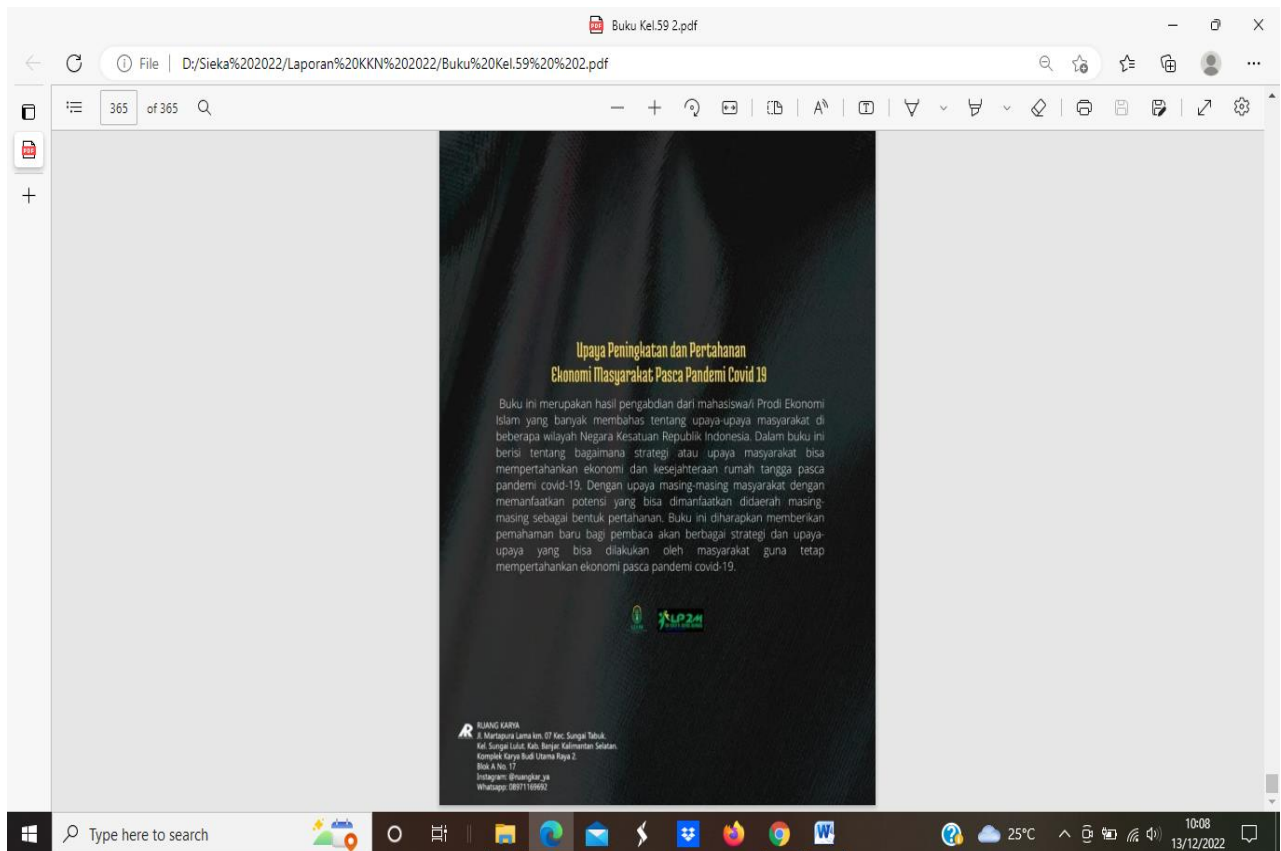 Buku Kel.59 2.pdf
File D:/Sieka%202022/Laporan%20KKN%202022/Buku%20Kel.59%20%202.pdf
365 of 365
Upaya Peningkatan dan Pertahanan
Ekonomi Masyarakat Pasca Pandemi Covid 19
Buku ini merupakan hasil pengabdian dari mahasiswa/i Prodi Ekonomi
Islam yang banyak membahas tentang upaya-upaya masyarakat di
beberapa wilayah Negara Kesatuan Republik Indonesia. Dalam buku ini
berisi tentang bagaimana strategi atau upaya masyarakat bisa
mempertahankan ekonomi dan kesejahteraan rumah tangga pasca
pandemi covid-19. Dengan upaya masing-masing masyarakat dengan
memanfaatkan potensi yang bisa dimanfaatkan didaerah masing-
masing sebagai bentuk pertahanan. Buku ini diharapkan memberikan
pemahaman baru bagi pembaca akan berbagai strategi dan upaya-
upaya yang bisa dilakukan oleh masyarakat guna tetap
mempertahankan ekonomi pasca pandemi covid-19.
LP2M
RUANG KARYA
Jl. Martapura Lama km. 07 Kec. Sungai Tabuk.
Kel. Sungai Lulut. Kab. Banjar. Kalimantan Selatan.
Komplek Karya Budi Utama Raya 2.
Blok A No. 17
Instagram: @ruangkar_ya
Whatsapp: 08971169692
Type here to search
25°C
10:08
13/12/2022